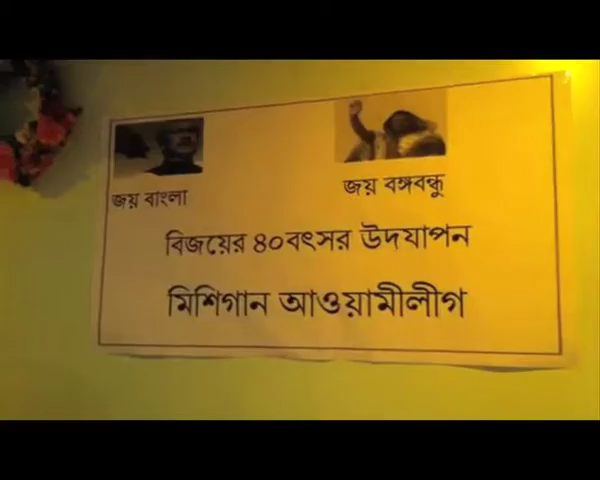 জয় বাংলা
জয় বঙ্গবন্ধু
বিজয়ের ৪০বৎসর উদযাপন
মিশিগান আওয়ামীলীগ